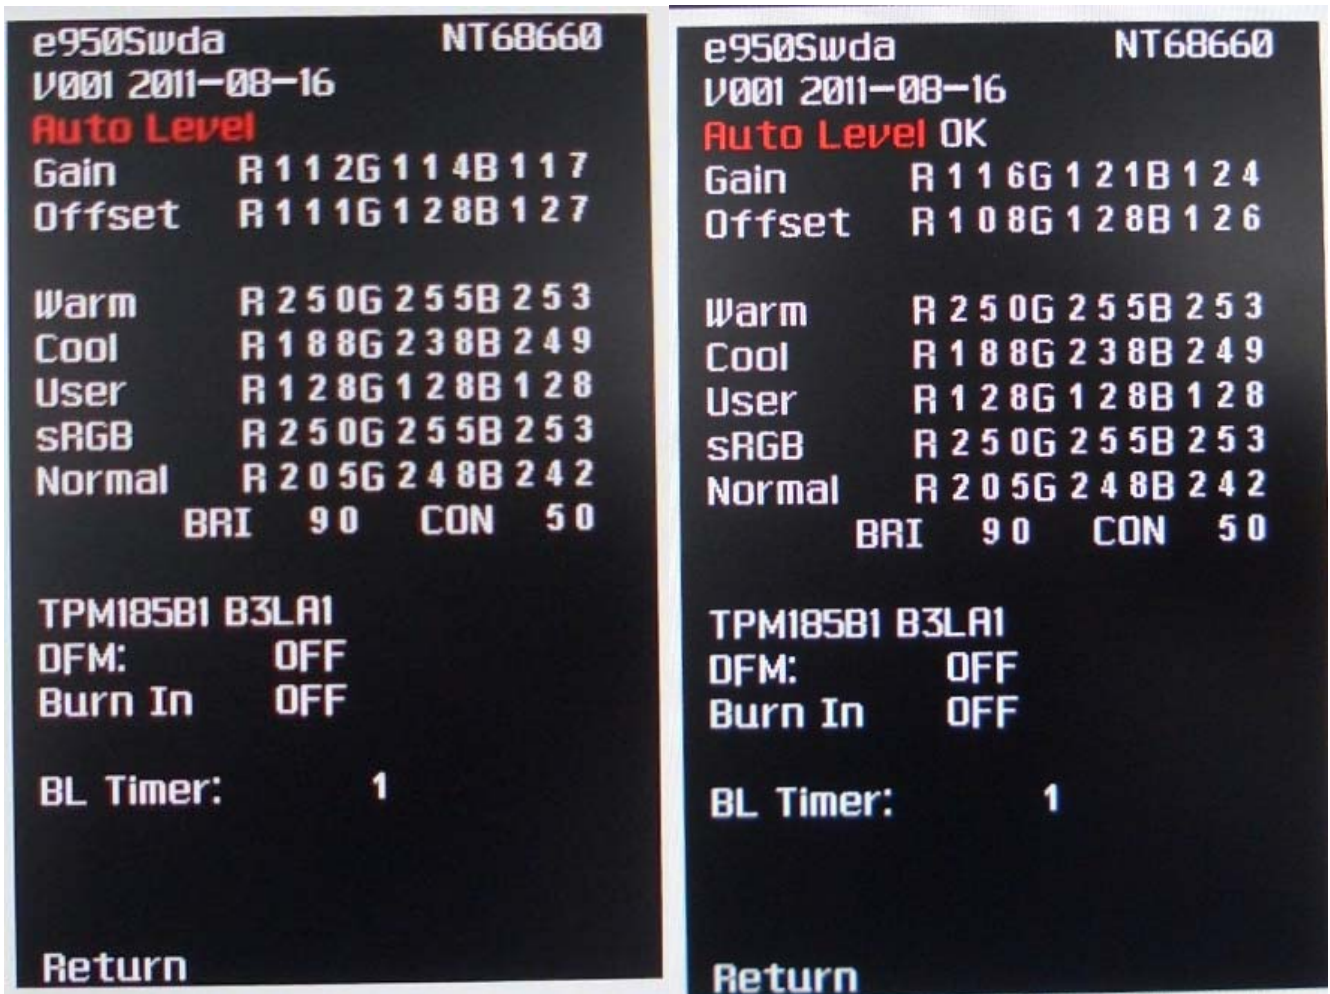 e950Swda NT68660
V001 2011-08-16
Auto Level
Gain R112G114B117
Offset R111G128B127
Warm R250G255B253
Cool R188G238B249
User R128G128B128
sRGB R250G255B253
Normal R205G248B242
BRI 90 CON 50
TPM185B1 B3LA1
DFM: OFF
Burn In OFF
BL Timer: 1
Return
e950Swda NT68660
V001 2011-08-16
Auto Level OK
Gain R116G121B124
Offset R108G128B126
Warm R250G255B253
Cool R188G238B249
User R128G128B128
sRGB R250G255B253
Normal R205G248B242
BRI 90 CON 50
TPM185B1 B3LA1
DFM: OFF
Burn In OFF
BL Timer: 1
Return